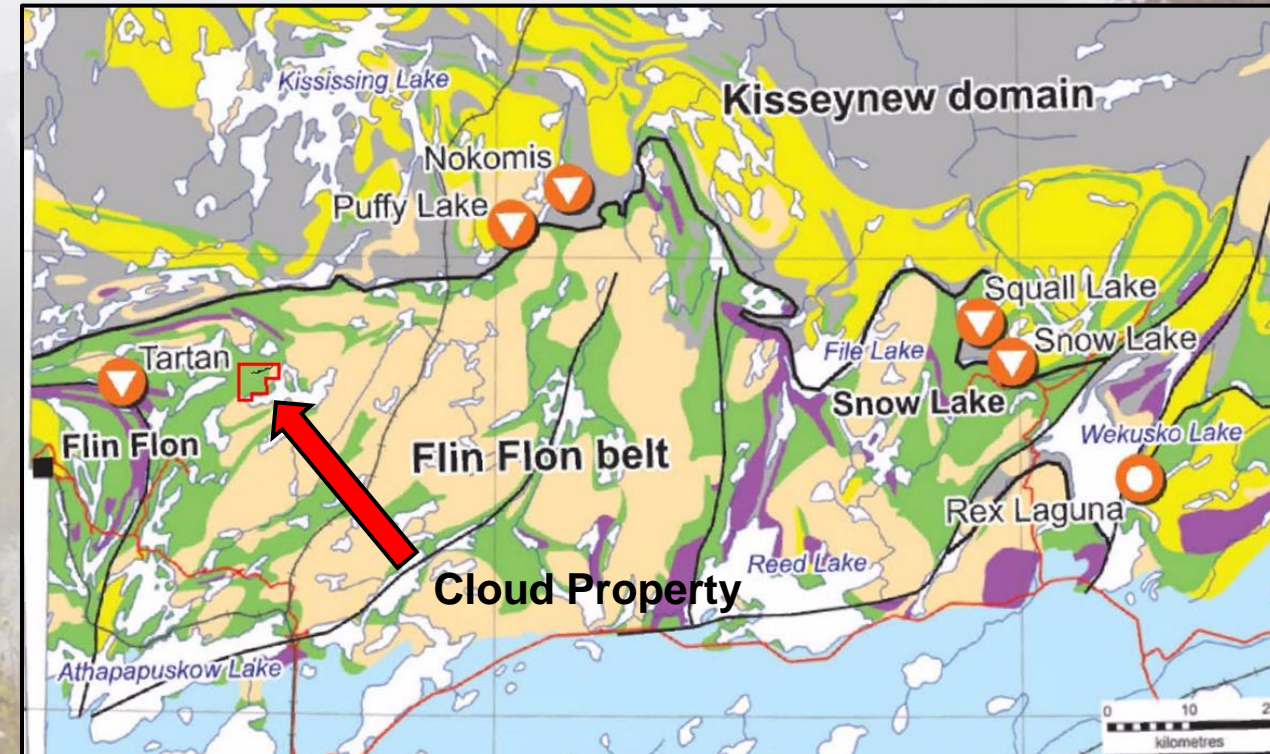 Kississing Lake
Kisseynew domain
Nokomis
Puffy Lake
Squall Lake
Tartan
File Lake
Snow Lake
Snow Lake
Flin Flon
Flin Flon belt
Wekusko Lake
Rex Laguna
Reed Lake
Cloud Property
Athapapuskow Lake
0 10
kilometres